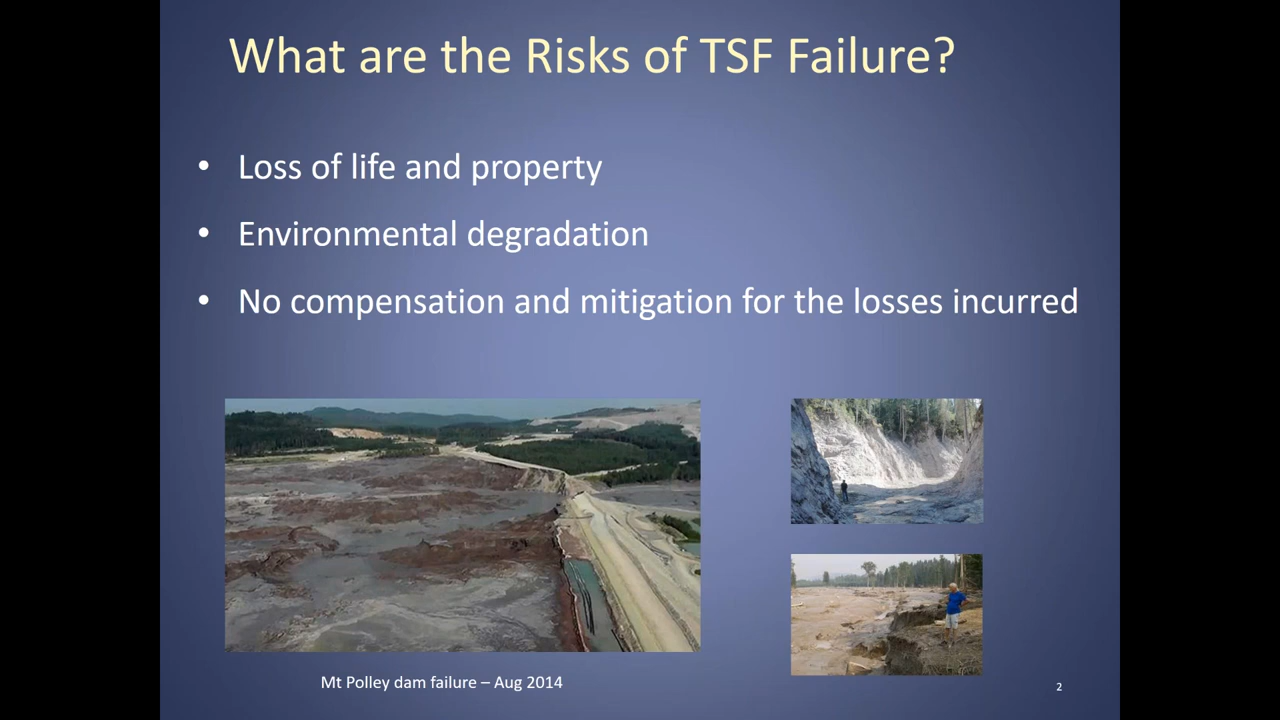 What are the Risks of TSF Failure?
• Loss of life and property
• Environmental degradation
• No compensation and mitigation for the losses incurred
Mt Polley dam failure – Aug 2014
2